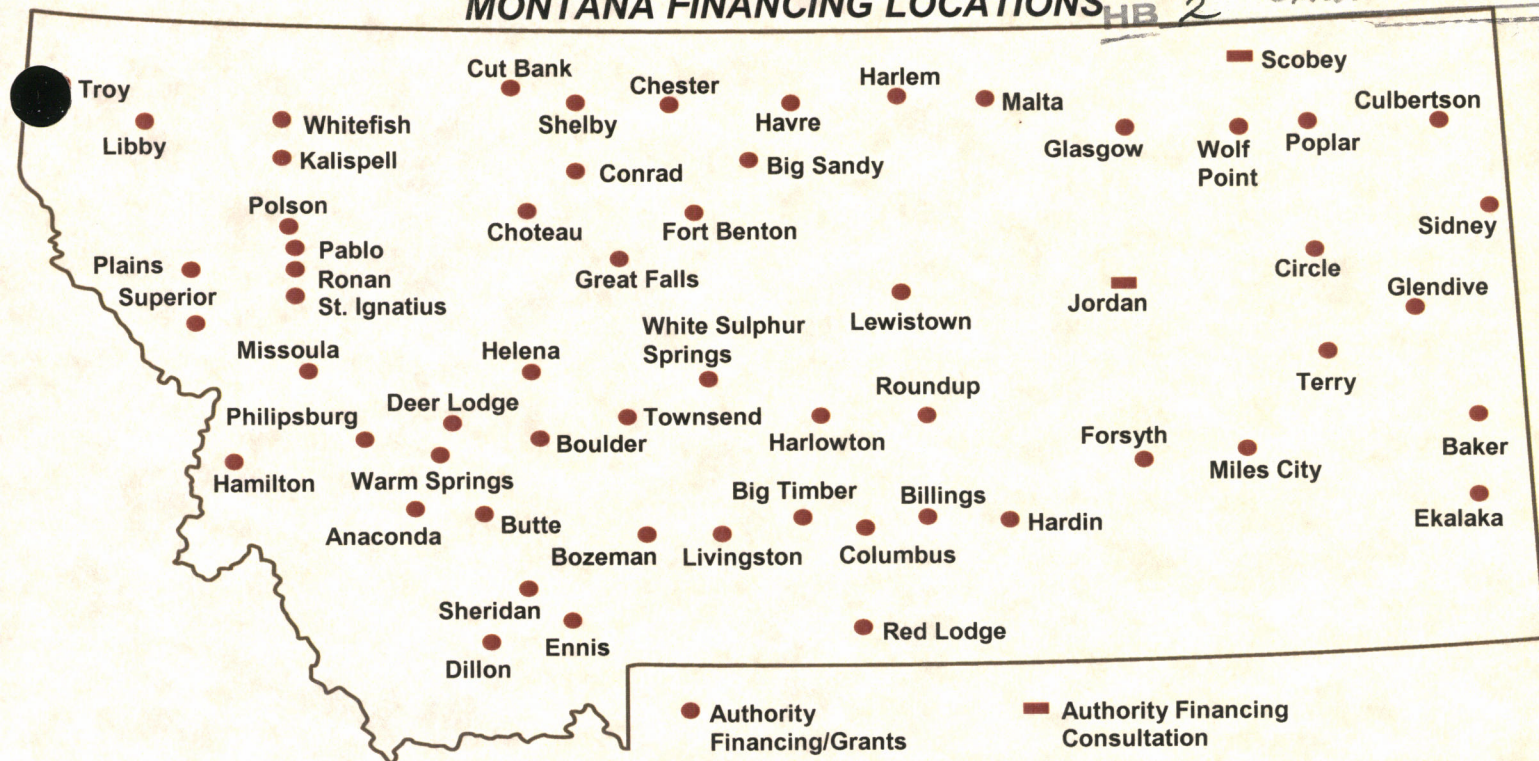 MONTANA FINANCING LOCATIONS
HB 2
Scobey
Cut Bank
Chester
Harlem
Troy
Malta
Culbertson
Libby
Whitefish
Shelby
Havre
Glasgow
Wolf
Point
Poplar
Kalispell
Conrad
Big Sandy
Polson
Choteau
Fort Benton
Sidney
Pablo
Plains
Ronan
Great Falls
Circle
Superior
St. Ignatius
Jordan
Glendive
White Sulphur
Springs
Lewistown
Missoula
Helena
Terry
Roundup
Deer Lodge
Philipsburg
Townsend
Boulder
Harlowton
Forsyth
Baker
Miles City
Hamilton
Warm Springs
Big Timber
Billings
Anaconda
Butte
Hardin
Ekalaka
Bozeman
Livingston
Columbus
Sheridan
Red Lodge
Ennis
Dillon
Authority
Financing/Grants
Authority Financing
Consultation